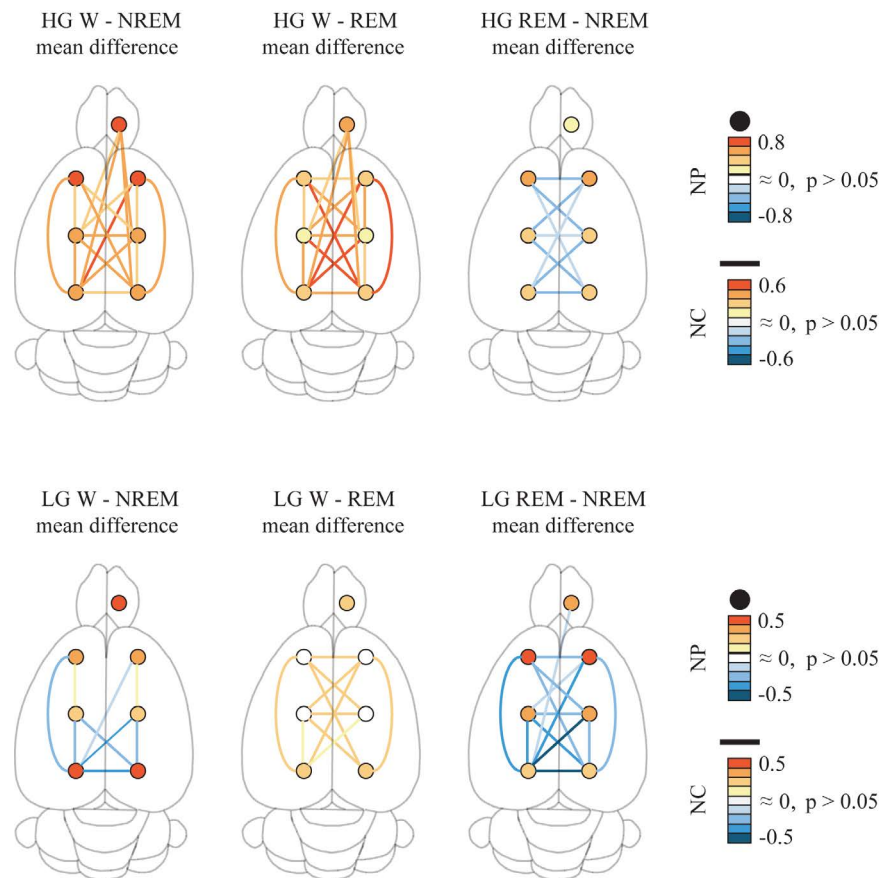 HG W - NREM
mean difference
HG W - REM
mean difference
HG REM - NREM
mean difference
NP
0.8
≈ 0, p > 0.05
-0.8
NC
0.6
≈ 0, p > 0.05
-0.6
LG W - NREM
mean difference
LG W - REM
mean difference
LG REM - NREM
mean difference
NP
0.5
≈ 0, p > 0.05
-0.5
NC
0.5
≈ 0, p > 0.05
-0.5